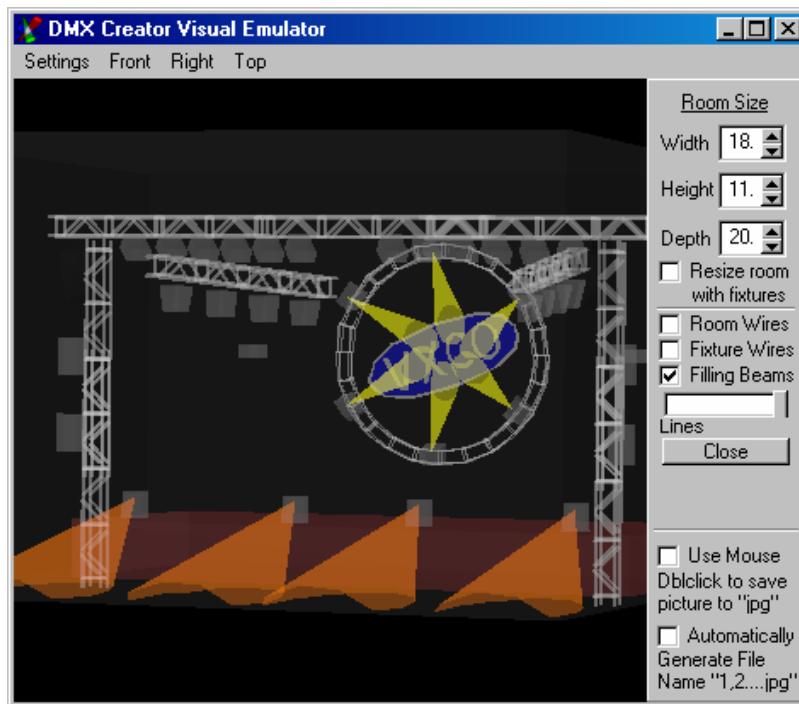 DMX Creator Visual Emulator
Settings Front Right Top
Room Size
Width 18.
Height 11.
Depth 20.
Resize room
with fixtures
Room Wires
Fixture Wires
Filling Beams
Lines
Close
Use Mouse
Dblclick to save
picture to "jpg"
Automatically
Generate File
Name "1,2....jpg"